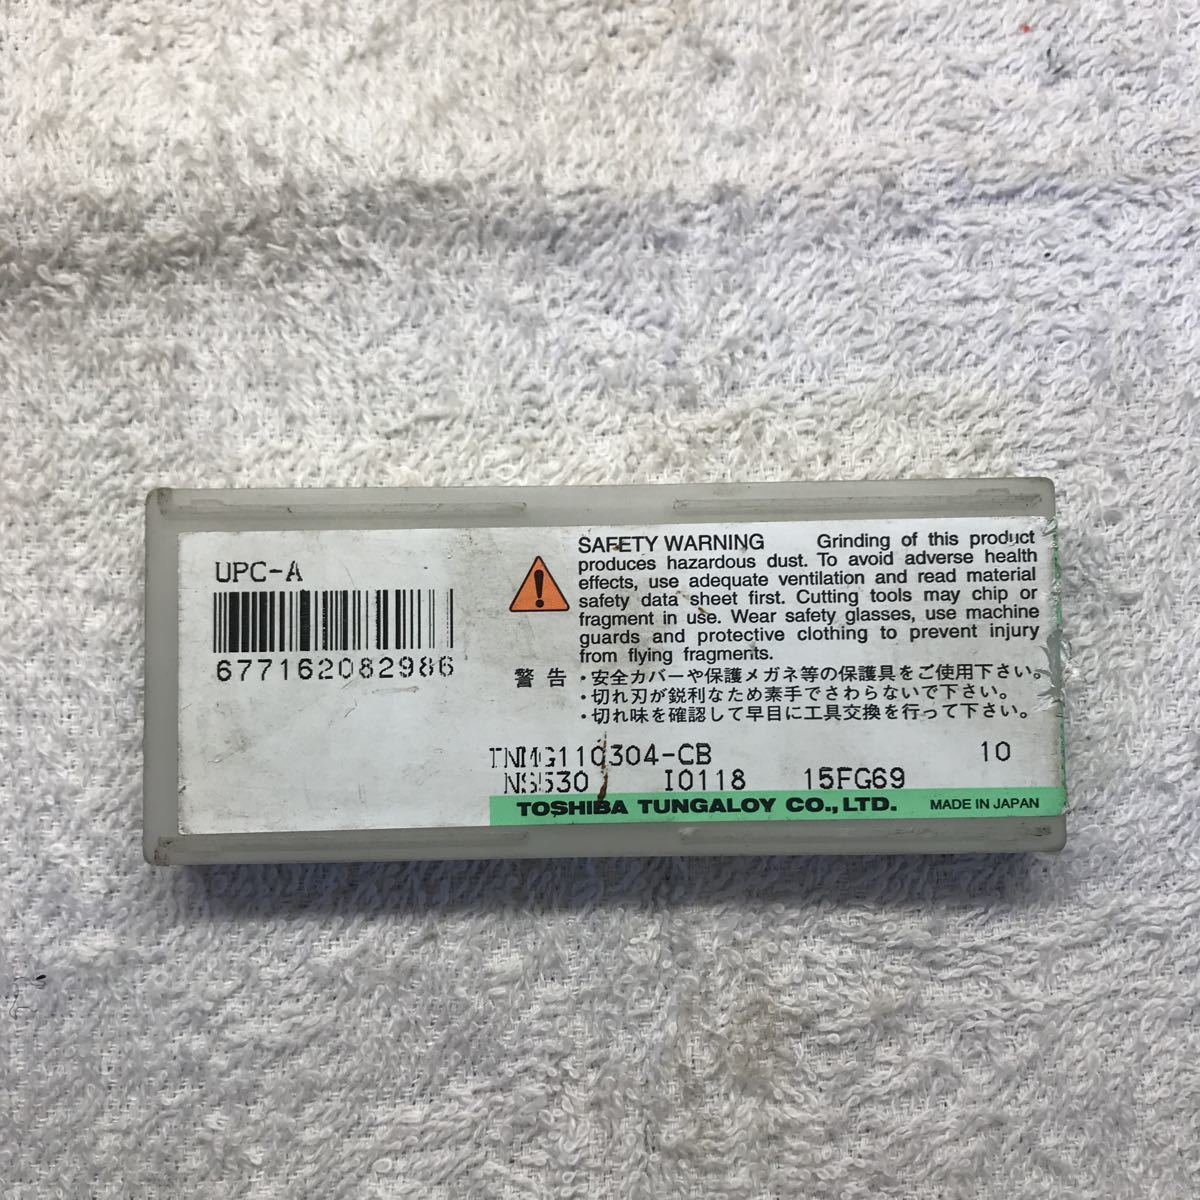 UPC-A
677162082986
SAFETY WARNING Grinding of this product
produces hazardous dust. To avoid adverse health
effects, use adequate ventilation and read material
safety data sheet first. Cutting tools may chip or
fragment in use. Wear safety glasses, use machine
guards and protective clothing to prevent injury
from flying fragments.
警告・安全カバーや保護メガネ等の保護具をご使用下さい。
・切れ刃が鋭利なため素手でさわらないで下さい。
・切れ味を確認して早目に工具交換を行って下さい。
TNMG110304-CB 10
NS530 I0118 15FG69
TOSHIBA TUNGALOY CO., LTD. MADE IN JAPAN